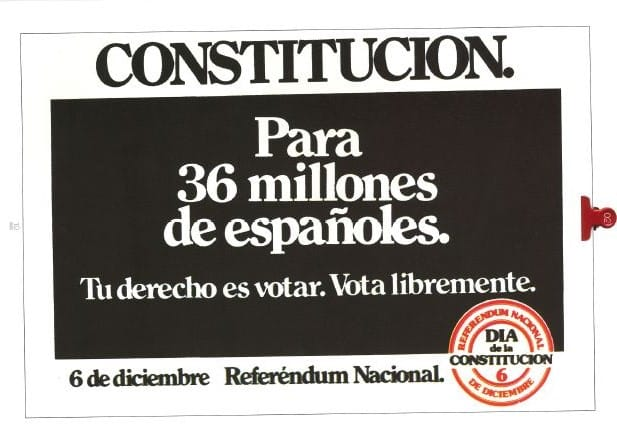 CONSTITUCION.
Para
36 millones
de españoles.
Tu derecho es votar. Vota libremente.
6 de diciembre Referéndum Nacional.
REFERENDUM NACIONAL
DIA
de la
CONSTITUCION
6
DE DICIEMBRE